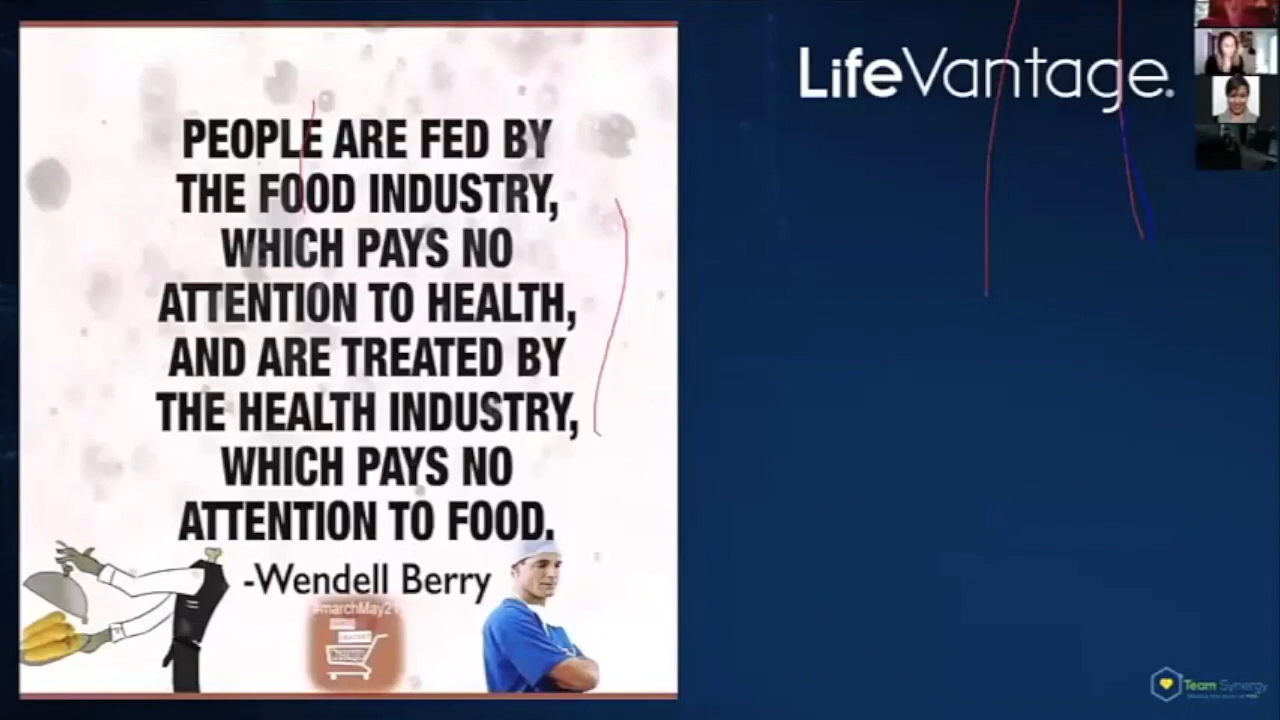 PEOPLE ARE FED BY
THE FOOD INDUSTRY,
WHICH PAYS NO
ATTENTION TO HEALTH,
AND ARE TREATED BY
THE HEALTH INDUSTRY,
WHICH PAYS NO
ATTENTION TO FOOD.
-Wendell Berry
#marchMay21
LifeVantage.
Team Synergy